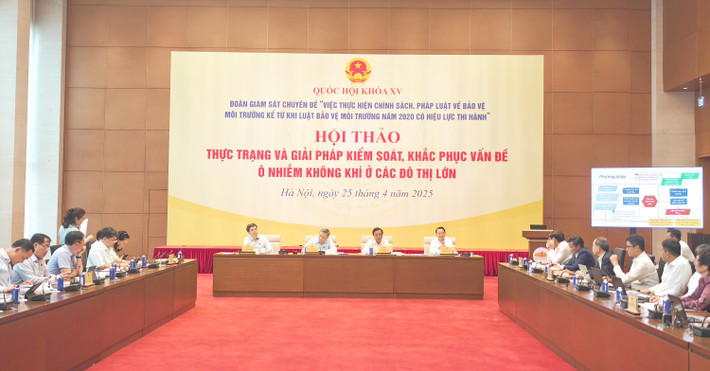 QUỐC HỘI KHÓA XV
ĐOÀN GIÁM SÁT CHUYÊN ĐỀ "VIỆC THỰC HIỆN CHÍNH SÁCH, PHÁP LUẬT VỀ BẢO VỆ
MÔI TRƯỜNG KỂ TỪ KHI LUẬT BẢO VỆ MÔI TRƯỜNG NĂM 2020 CÓ HIỆU LỰC THI HÀNH"
HỘI THẢO
THỰC TRẠNG VÀ GIẢI PHÁP KIỂM SOÁT, KHẮC PHỤC VẤN ĐỀ
Ô NHIỄM KHÔNG KHÍ Ở CÁC ĐÔ THỊ LỚN
Hà Nội, ngày 25 tháng 4 năm 2025
Phương pháp